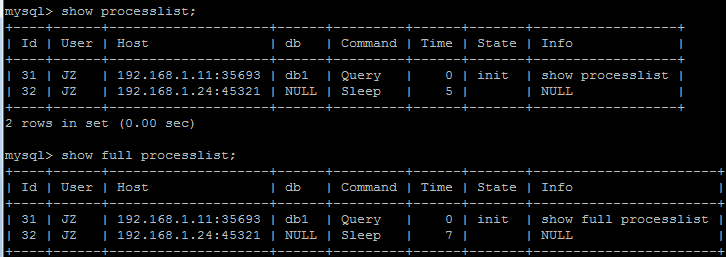 mysql> show processlist;
+----+------+--------------------+------+---------+------+-------+------------------+
| Id | User | Host               | db   | Command | Time | State | Info             |
+----+------+--------------------+------+---------+------+-------+------------------+
| 31 | JZ   | 192.168.1.11:35693 | db1  | Query   |    0 | init  | show processlist |
| 32 | JZ   | 192.168.1.24:45321 | NULL | Sleep   |    5 |       | NULL             |
+----+------+--------------------+------+---------+------+-------+------------------+
2 rows in set (0.00 sec)
mysql> show full processlist;
+----+------+--------------------+------+---------+------+-------+-----------------------+
| Id | User | Host               | db   | Command | Time | State | Info                  |
+----+------+--------------------+------+---------+------+-------+-----------------------+
| 31 | JZ   | 192.168.1.11:35693 | db1  | Query   |    0 | init  | show full processlist |
| 32 | JZ   | 192.168.1.24:45321 | NULL | Sleep   |    7 |       | NULL                  |
+----+------+--------------------+------+---------+------+-------+-----------------------+